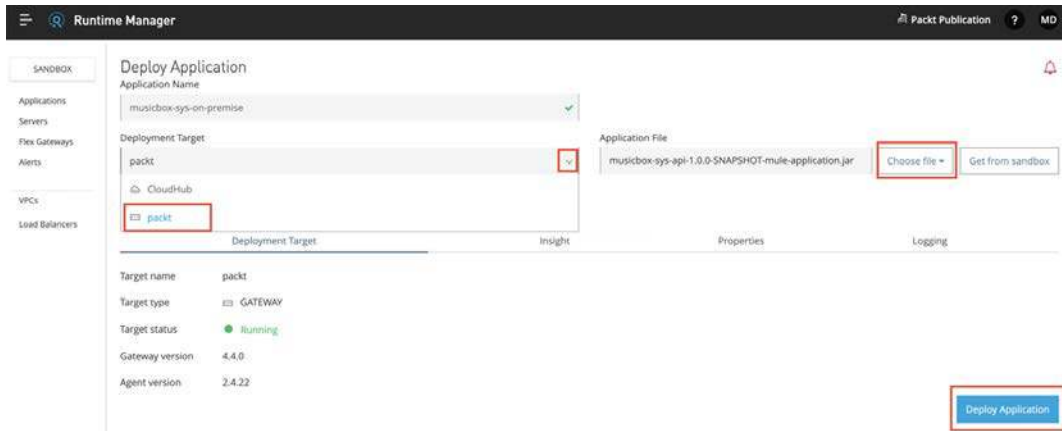 Runtime Manager
Packt Publication ? MD
SANDBOX
Applications
Servers
Flex Gateways
Alerts
VPCs
Load Balancers
Deploy Application
Application Name
musicbox-sys-on-premise
Deployment Target
packt
CloudHub
packt
Application File
musicbox-sys-api-1.0.0-SNAPSHOT-mule-application.jar
Choose file
Get from sandbox
Deployment Target Insight Properties Logging
Target name packt
Target type GATEWAY
Target status Running
Gateway version 4.4.0
Agent version 2.4.22
Deploy Application